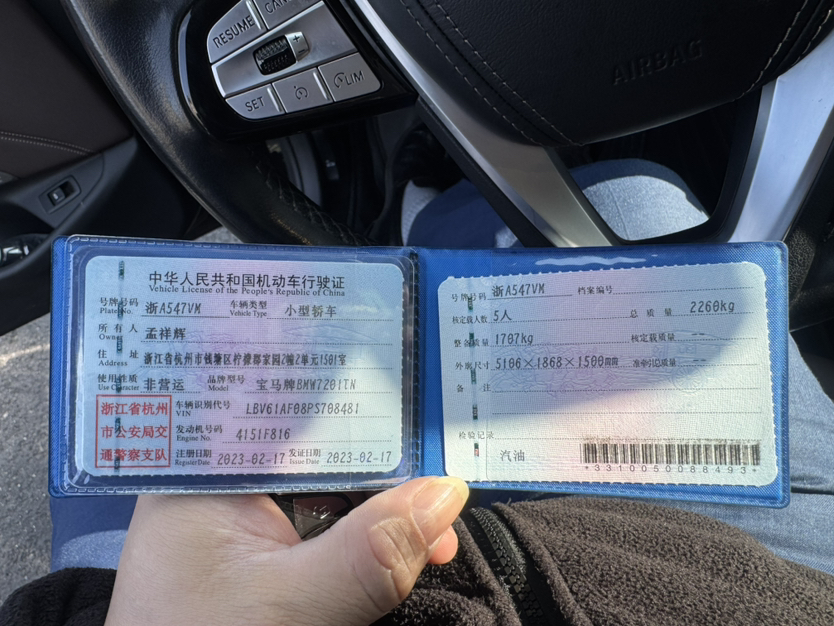 RESUME
SET
LIM
AIRBAG
中华人民共和国机动车行驶证
Vehicle License of the People's Republic of China
号牌号码 浙A547VM 车辆类型 小型轿车
Plate No. Vehicle Type
所有人 孟祥辉
Owner
住址 浙江省杭州市钱塘区柠檬郡家园2幢2单元1501室
Address
使用性质 非营运 品牌型号 宝马牌BMW7201TN
Use Character Model
浙江省杭州
市公安局交
通警察支队
车辆识别代号 LBV61AF08PS708481
VIN
发动机号码 4151F816
Engine No.
注册日期 2023-02-17 发证日期 2023-02-17
Register Date Issue Date
号牌号码 浙A547VM 档案编号
核定载人数 5人 总质量 2260kg
整备质量 1707kg 核定载质量 --
外廓尺寸 5106×1868×1500mm 准牵引总质量 --
备注
检验记录
汽油
*3310050088493*